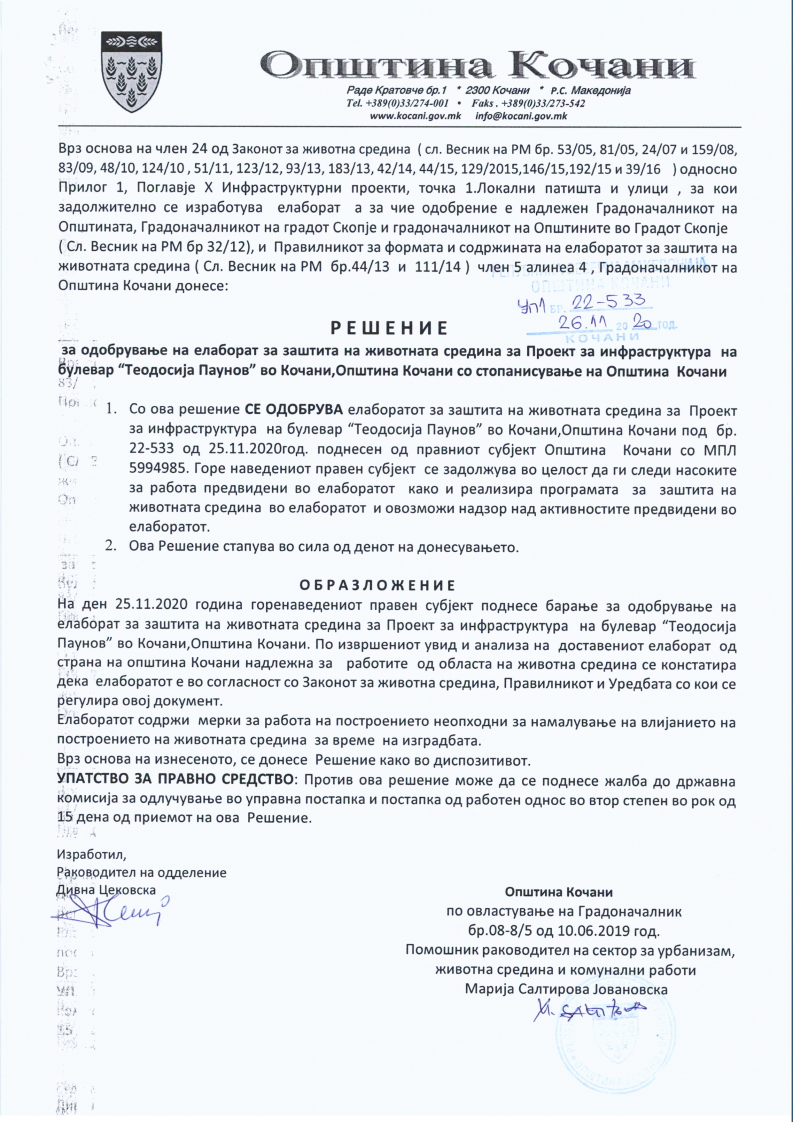 Општина Кочани
Раде Кратовче бр.1 * 2300 Кочани * Р.С. Македонија
Tel. +389(0)33/274-001 • Faks . +389(0)33/273-542
www.kocani.gov.mk info@kocani.gov.mk
Врз основа на член 24 од Законот за животна средина ( сл. Весник на РМ бр. 53/05, 81/05, 24/07 и 159/08,
83/09, 48/10, 124/10 , 51/11, 123/12, 93/13, 183/13, 42/14, 44/15, 129/2015,146/15,192/15 и 39/16 ) односно
Прилог 1, Поглавје X Инфраструктурни проекти, точка 1.Локални патишта и улици , за кои
задолжително се изработува елаборат а за чие одобрение е надлежен Градоначалникот на
Општината, Градоначалникот на градот Скопје и градоначалникот на Општините во Градот Скопје
( Сл. Весник на РМ бр 32/12), и Правилникот за формата и содржината на елаборатот за заштита на
животната средина ( Сл. Весник на РМ бр.44/13 и 111/14 ) член 5 алинеа 4 , Градоначалникот на
Општина Кочани донесе:
ОПШТИНА КОЧАНИ
УП1 БР. 22-533
26.11 2020 год.
КОЧАНИ
Р Е Ш Е Н И Е
за одобрување на елаборат за заштита на животната средина за Проект за инфраструктура на
булевар “Теодосија Паунов” во Кочани,Општина Кочани со стопанисување на Општина Кочани
1. Со ова решение СЕ ОДОБРУВА елаборатот за заштита на животната средина за Проект
за инфраструктура на булевар “Теодосија Паунов” во Кочани,Општина Кочани под бр.
22-533 од 25.11.2020год. поднесен од правниот субјект Општина Кочани со МПЛ
5994985. Горе наведениот правен субјект се задолжува во целост да ги следи насоките
за работа предвидени во елаборатот како и реализира програмата за заштита на
животната средина во елаборатот и овозможи надзор над активностите предвидени во
елаборатот.
2. Ова Решение стапува во сила од денот на донесувањето.
О Б Р А З Л О Ж Е Н И Е
На ден 25.11.2020 година горенаведениот правен субјект поднесе барање за одобрување на
елаборат за заштита на животната средина за Проект за инфраструктура на булевар “Теодосија
Паунов” во Кочани,Општина Кочани. По извршениот увид и анализа на доставениот елаборат од
страна на општина Кочани надлежна за работите од областа на животна средина се констатира
дека елаборатот е во согласност со Законот за животна средина, Правилникот и Уредбата со кои се
регулира овој документ.
Елаборатот содржи мерки за работа на построението неопходни за намалување на влијанието на
построението на животната средина за време на изградбата.
Врз основа на изнесеното, се донесе Решение како во диспозитивот.
УПАТСТВО ЗА ПРАВНО СРЕДСТВО: Против ова решение може да се поднесе жалба до државна
комисија за одлучување во управна постапка и постапка од работен однос во втор степен во рок од
15 дена од приемот на ова Решение.
Изработил,
Раководител на одделение
Дивна Цековска
Општина Кочани
по овластување на Градоначалник
бр.08-8/5 од 10.06.2019 год.
Помошник раководител на сектор за урбанизам,
животна средина и комунални работи
Марија Салтирова Јовановска